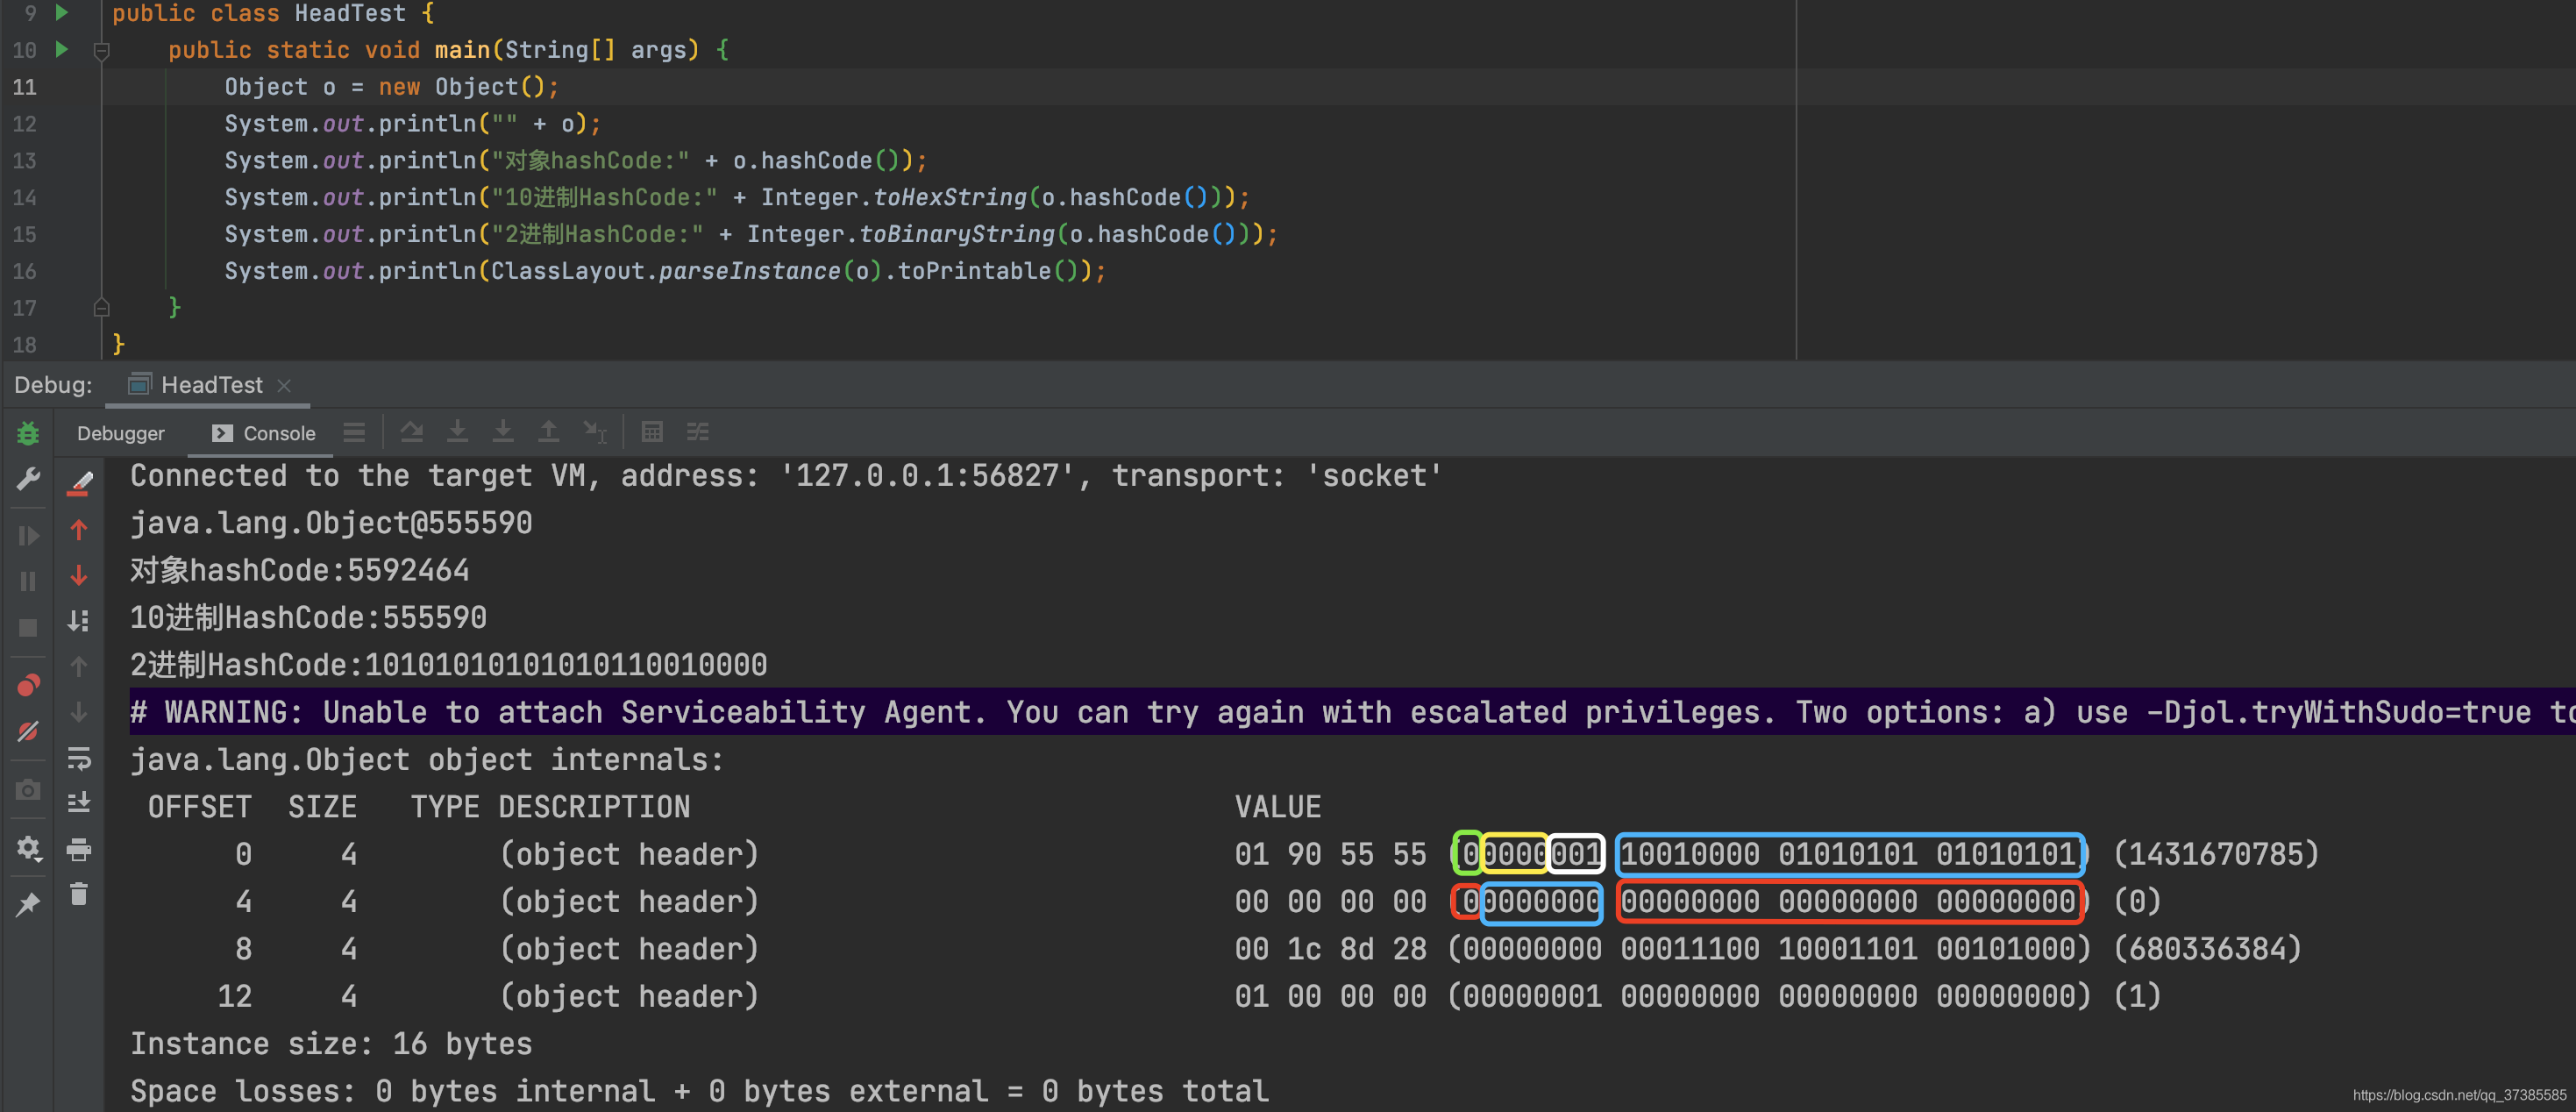 9 public class HeadTest {
10 public static void main(String[] args) {
11 Object o = new Object();
12 System.out.println("" + o);
13 System.out.println("对象hashCode:" + o.hashCode());
14 System.out.println("10进制HashCode:" + Integer.toHexString(o.hashCode()));
15 System.out.println("2进制HashCode:" + Integer.toBinaryString(o.hashCode()));
16 System.out.println(ClassLayout.parseInstance(o).toPrintable());
17 }
18 }
Debug: HeadTest
Debugger Console
Connected to the target VM, address: '127.0.0.1:56827', transport: 'socket'
java.lang.Object@555590
对象hashCode:5592464
10进制HashCode:555590
2进制HashCode:10101010101010110010000
# WARNING: Unable to attach Serviceability Agent. You can try again with escalated privileges. Two options: a) use -Djol.tryWithSudo=true to
java.lang.Object object internals:
OFFSET SIZE TYPE DESCRIPTION VALUE
0 4 (object header) 01 90 55 55 (00000001 10010000 01010101 01010101) (1431670785)
4 4 (object header) 00 00 00 00 (00000000 00000000 00000000 00000000) (0)
8 4 (object header) 00 1c 8d 28 (00000000 00011100 10001101 00101000) (680336384)
12 4 (object header) 01 00 00 00 (00000001 00000000 00000000 00000000) (1)
Instance size: 16 bytes
Space losses: 0 bytes internal + 0 bytes external = 0 bytes total
https://blog.csdn.net/qq_37385585